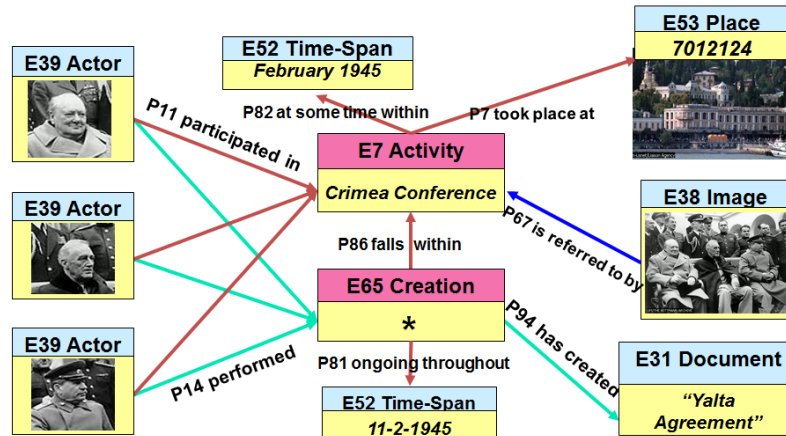 E53 Place
7012124
E52 Time-Span
February 1945
E39 Actor
P11 participated in
P82 at some time within
P7 took place at
E7 Activity
Crimea Conference
E39 Actor
E38 Image
P67 is referred to by
P86 falls within
E65 Creation
*
P94 has created
E39 Actor
P14 performed
P81 ongoing throughout
E31 Document
"Yalta
Agreement"
E52 Time-Span
11-2-1945